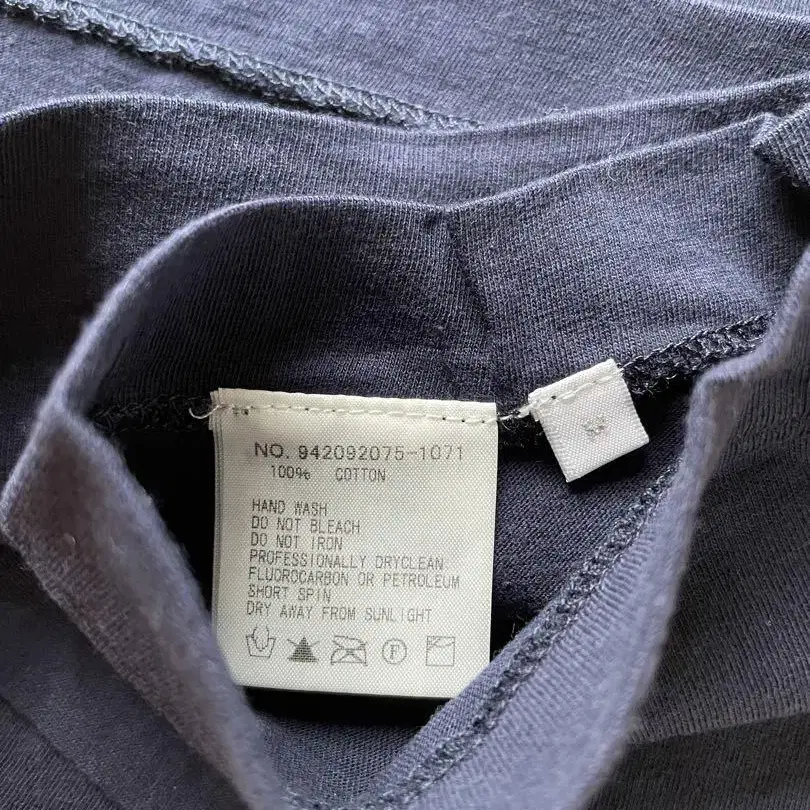 NO. 942092075-1071
100% COTTON
HAND WASH
DO NOT BLEACH
DO NOT IRON
PROFESSIONALLY DRYCLEAN
FLUOROCARBON OR PETROLEUM
SHORT SPIN
DRY AWAY FROM SUNLIGHT
F